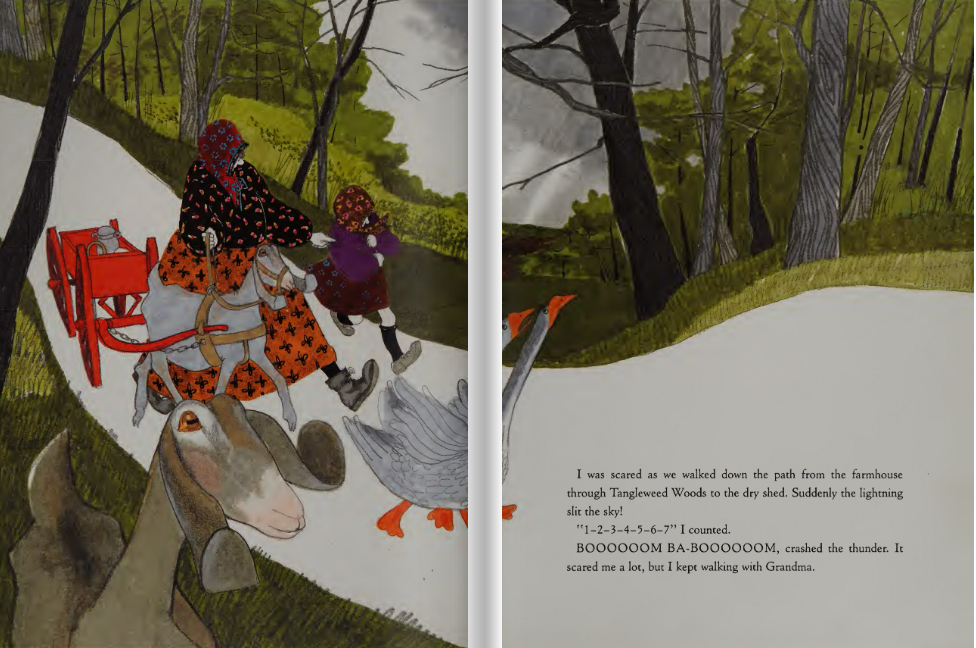 I was scared as we walked down the path from the farmhouse
through Tangleweed Woods to the dry shed. Suddenly the lightning
slit the sky!
"1–2–3–4–5–6–7" I counted.
BOOOOOOM BA-BOOOOOOM, crashed the thunder. It
scared me a lot, but I kept walking with Grandma.